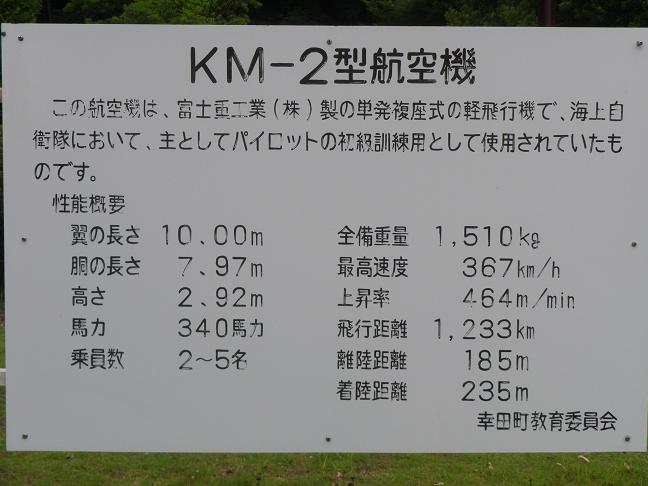 KM-2型航空機
この航空機は、富士重工業(株)製の単発複座式の軽飛行機で、海上自
衛隊において、主としてパイロットの初級訓練用として使用されていたも
のです。
性能概要
翼の長さ 10.00m 全備重量 1,510kg
胴の長さ 7.97m 最高速度 367km/h
高さ 2.92m 上昇率 464m/min
馬力 340馬力 飛行距離 1,233km
乗員数 2〜5名 離陸距離 185m
着陸距離 235m
幸田町教育委員会